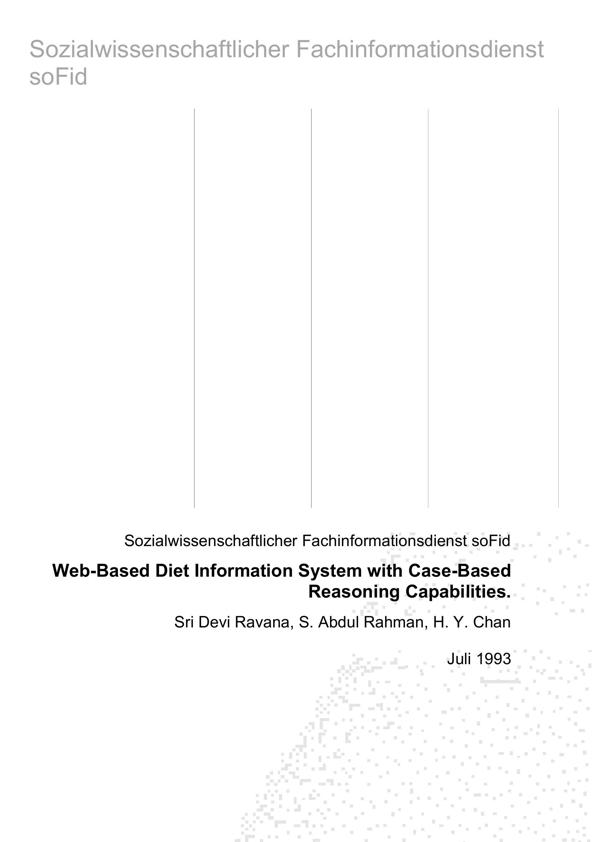 Sozialwissenschaftlicher Fachinformationsdienst
soFid
Sozialwissenschaftlicher Fachinformationsdienst soFid
Web-Based Diet Information System with Case-Based
Reasoning Capabilities.
Sri Devi Ravana, S. Abdul Rahman, H. Y. Chan
Juli 1993